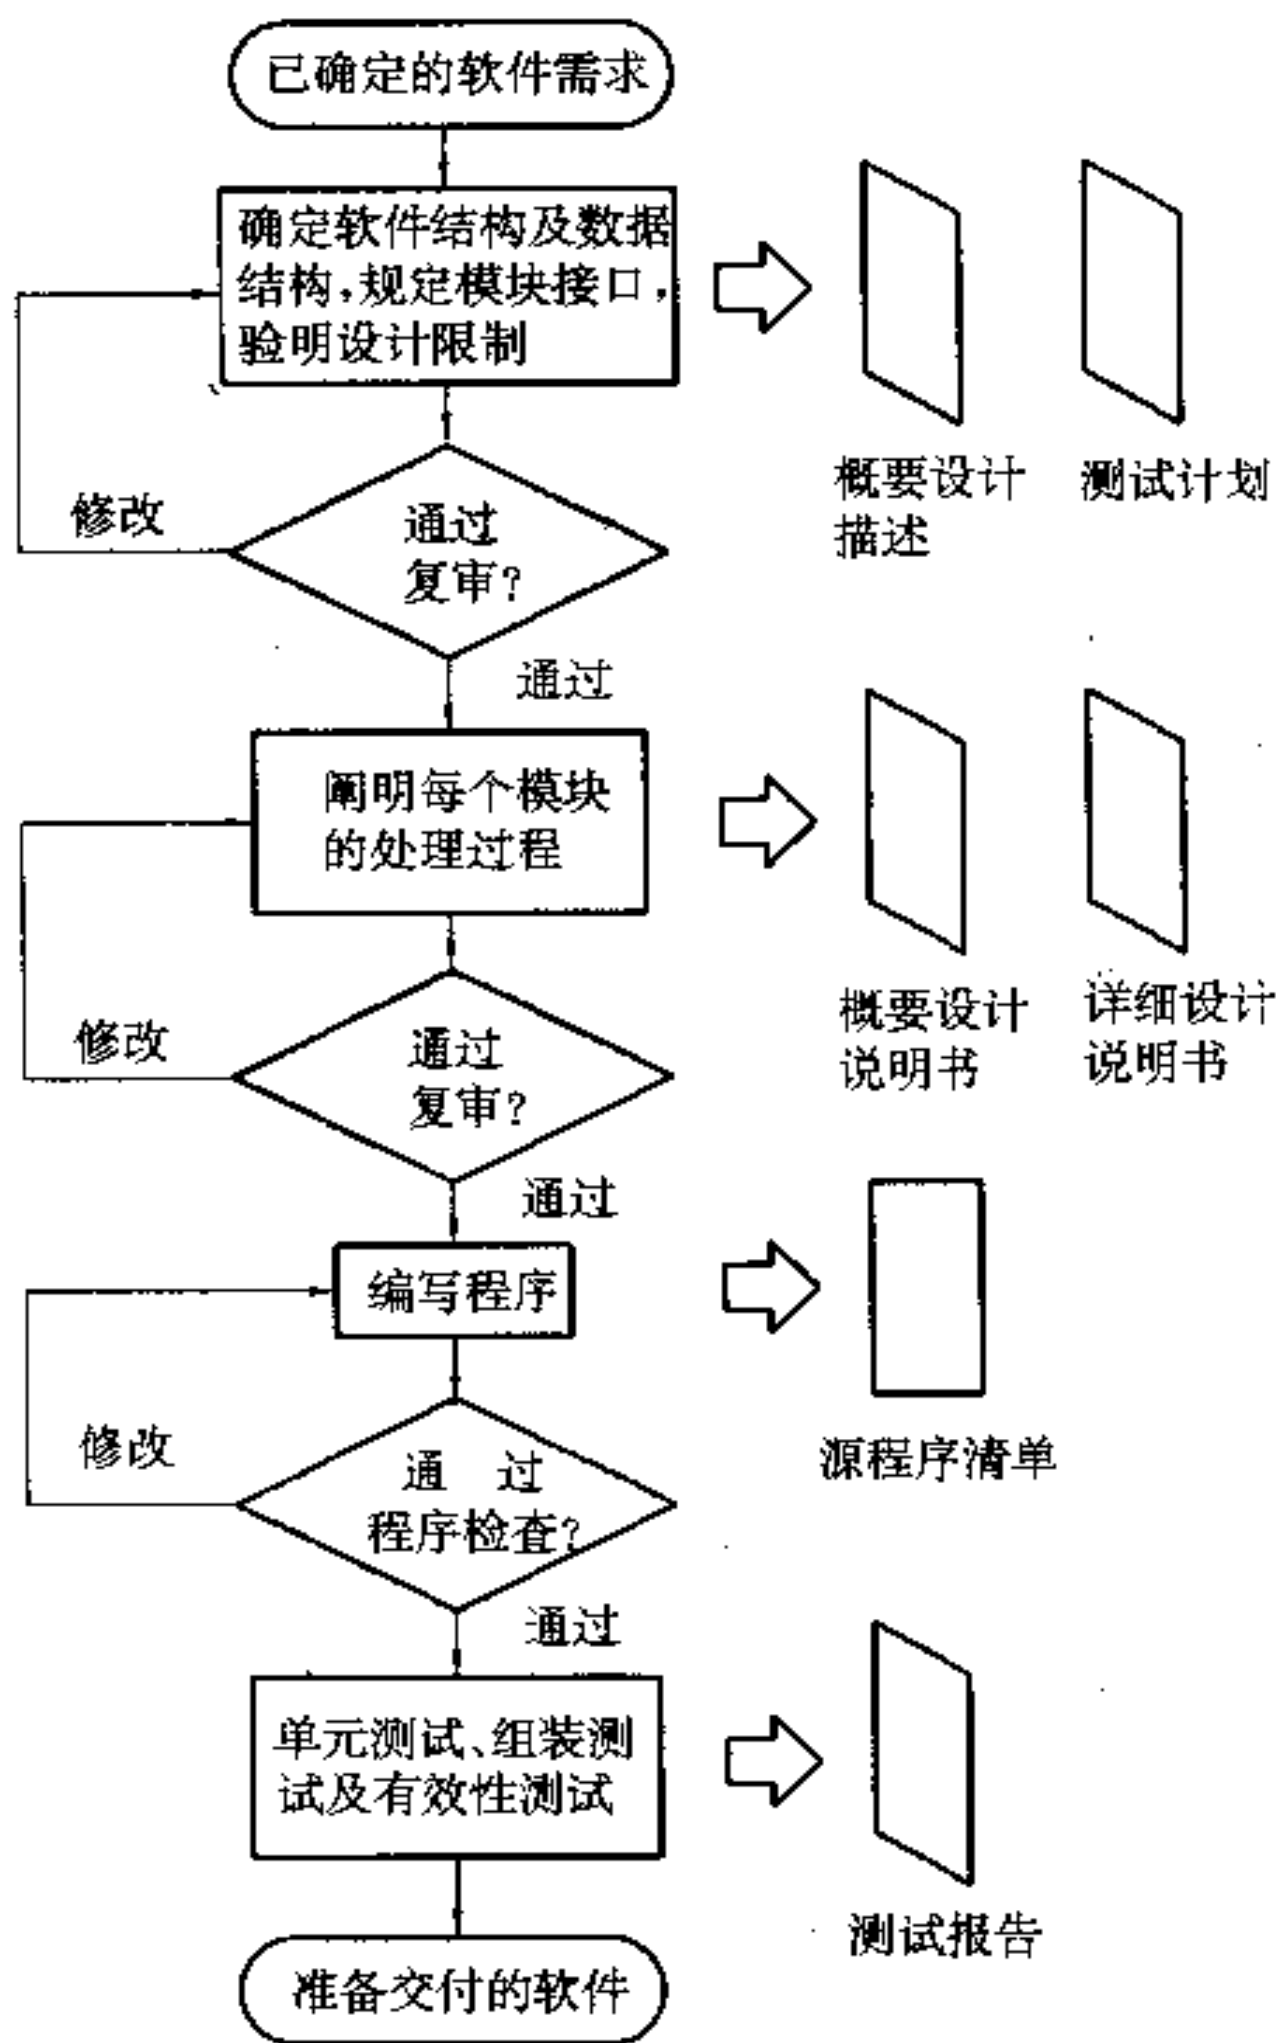 已确定的软件需求
确定软件结构及数据
结构,规定模块接口,
验明设计限制
概要设计
描述
测试计划
修改
通过
复审?
通过
阐明每个模块
的处理过程
概要设计
说明书
详细设计
说明书
修改
通过
复审?
通过
编写程序
源程序清单
修改
通 过
程序检查?
通过
单元测试、组装测
试及有效性测试
测试报告
准备交付的软件